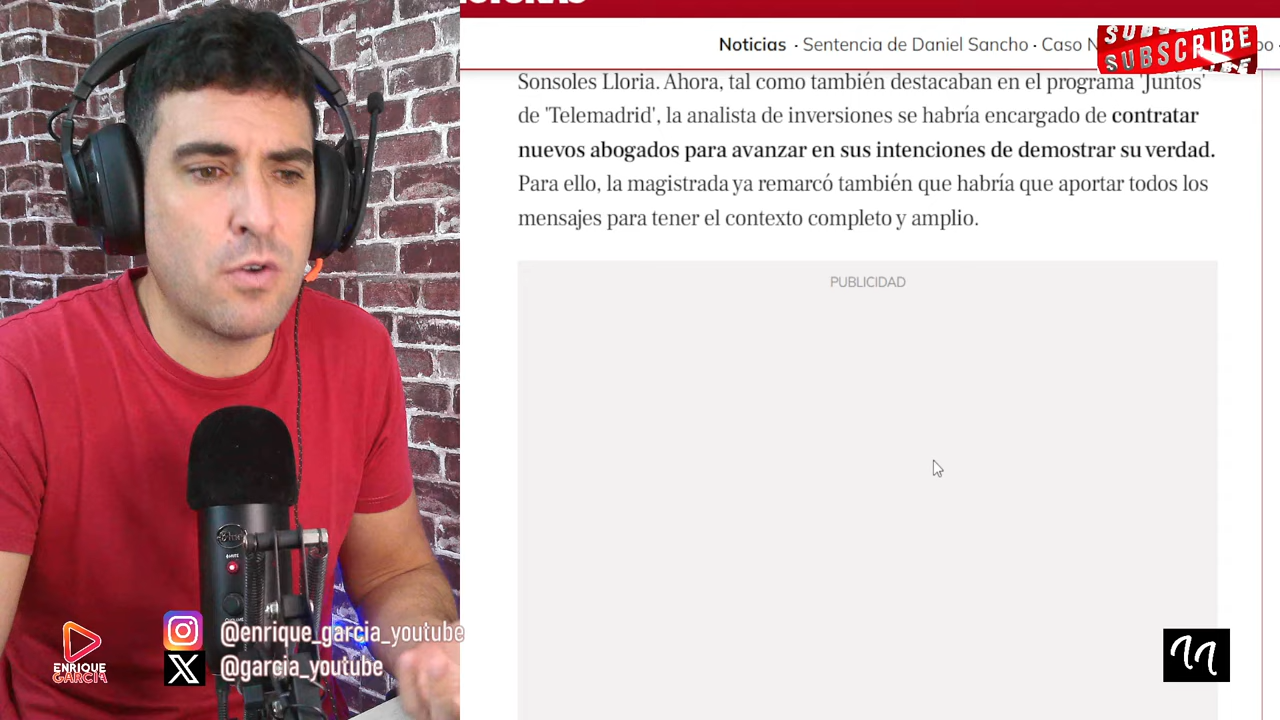 Noticias · Sentencia de Daniel Sancho · Caso N
SUBSCRIBE
SUBSCRIBE
Sonsoles Lloria. Ahora, tal como también destacaban en el programa 'Juntos'
de 'Telemadrid', la analista de inversiones se habría encargado de contratar
nuevos abogados para avanzar en sus intenciones de demostrar su verdad.
Para ello, la magistrada ya remarcó también que habría que aportar todos los
mensajes para tener el contexto completo y amplio.
PUBLICIDAD
@enrique_garcia_youtube
@garcia_youtube
ENRIQUE
GARCIA